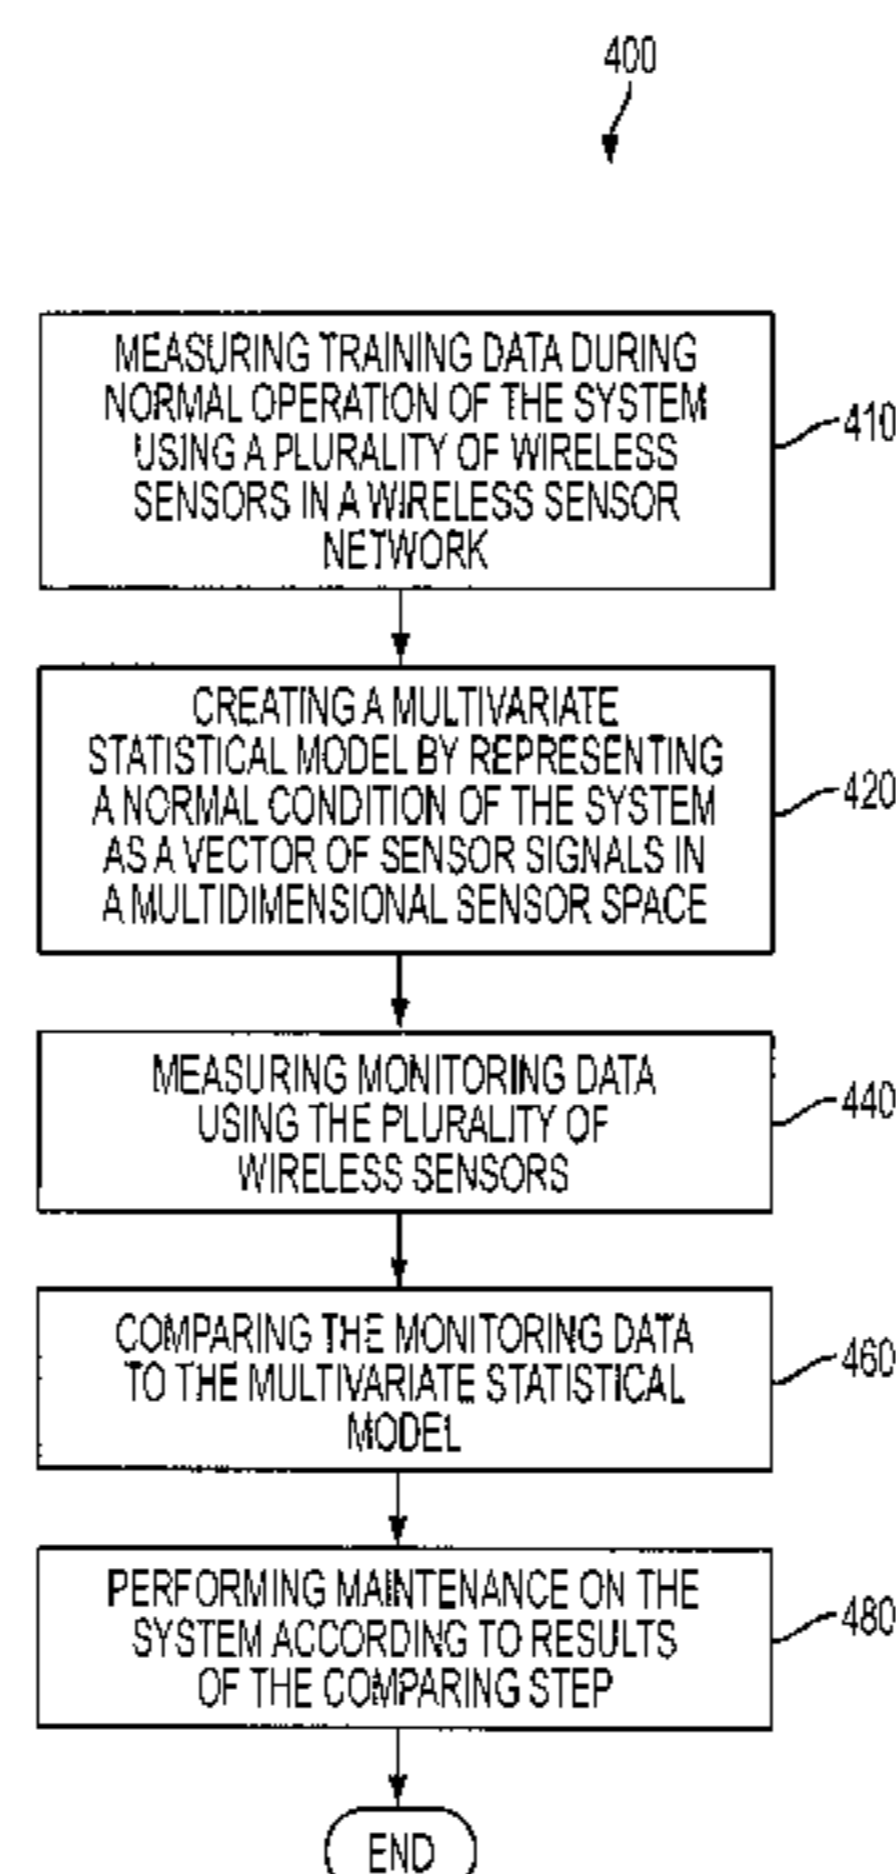 400
MEASURING TRAINING DATA DURING
NORMAL OPERATION OF THE SYSTEM
USING A PLURALITY OF WIRELESS
SENSORS IN A WIRELESS SENSOR
NETWORK
410
CREATING A MULTIVARIATE
STATISTICAL MODEL BY REPRESENTING
A NORMAL CONDITION OF THE SYSTEM
AS A VECTOR OF SENSOR SIGNALS IN
A MULTIDIMENSIONAL SENSOR SPACE
420
MEASURING MONITORING DATA
USING THE PLURALITY OF
WIRELESS SENSORS
440
COMPARING THE MONITORING DATA
TO THE MULTIVARIATE STATISTICAL
MODEL
460
PERFORMING MAINTENANCE ON THE
SYSTEM ACCORDING TO RESULTS
OF THE COMPARING STEP
480
END